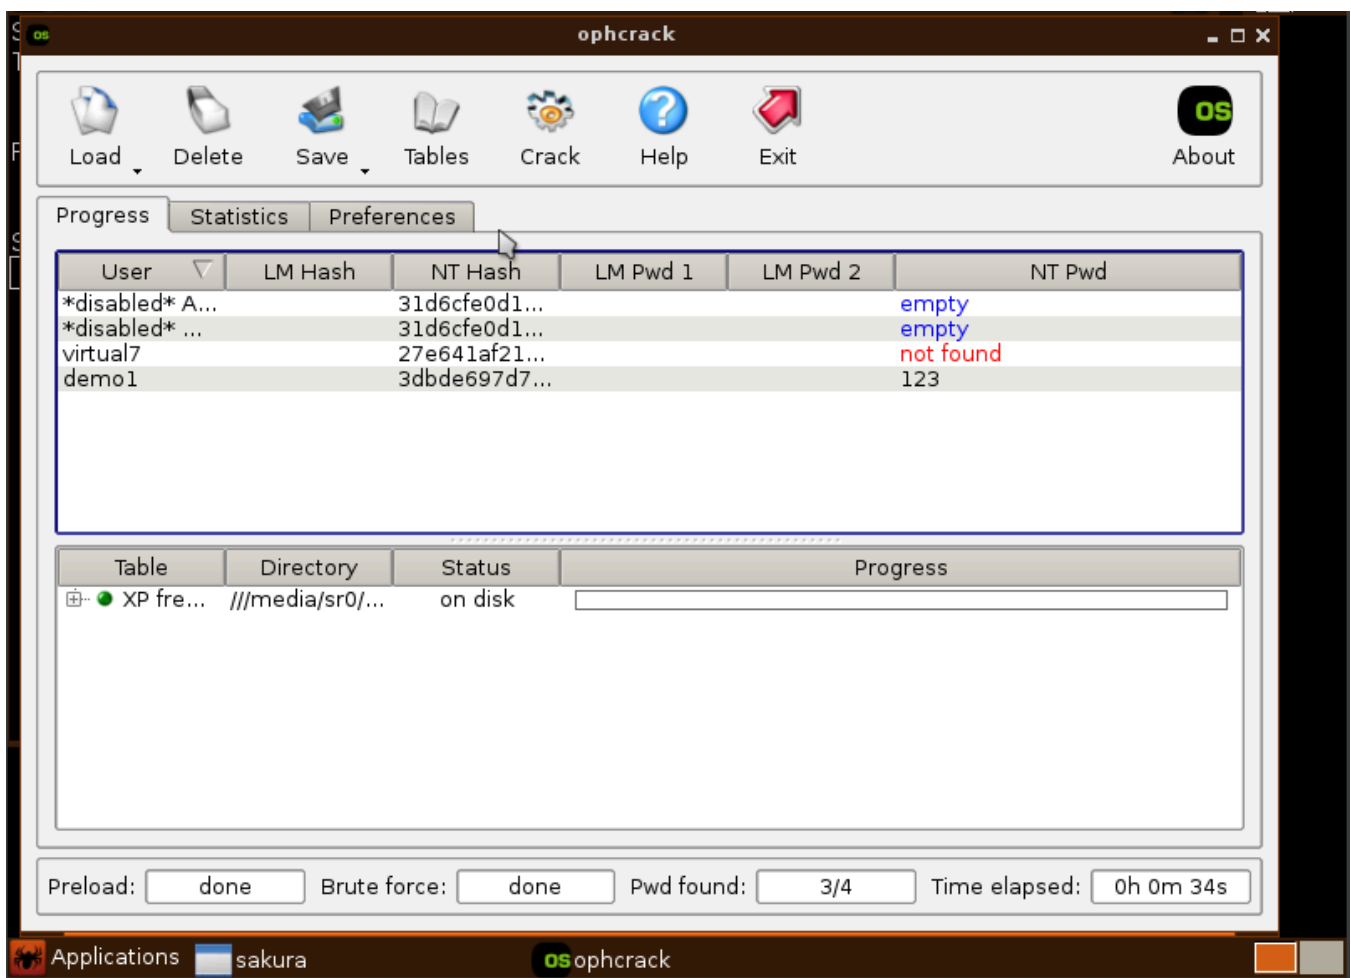 os ophcrack
Load Delete Save Tables Crack Help Exit About
OS
Progress Statistics Preferences
User LM Hash NT Hash LM Pwd 1 LM Pwd 2 NT Pwd
*disabled* A... 31d6cfe0d1... empty
*disabled* ... 31d6cfe0d1... empty
virtual7 27e641af21... not found
demo1 3dbde697d7... 123
Table Directory Status Progress
XP fre... ///media/sr0/... on disk
Preload: done Brute force: done Pwd found: 3/4 Time elapsed: 0h 0m 34s
Applications sakura OS ophcrack